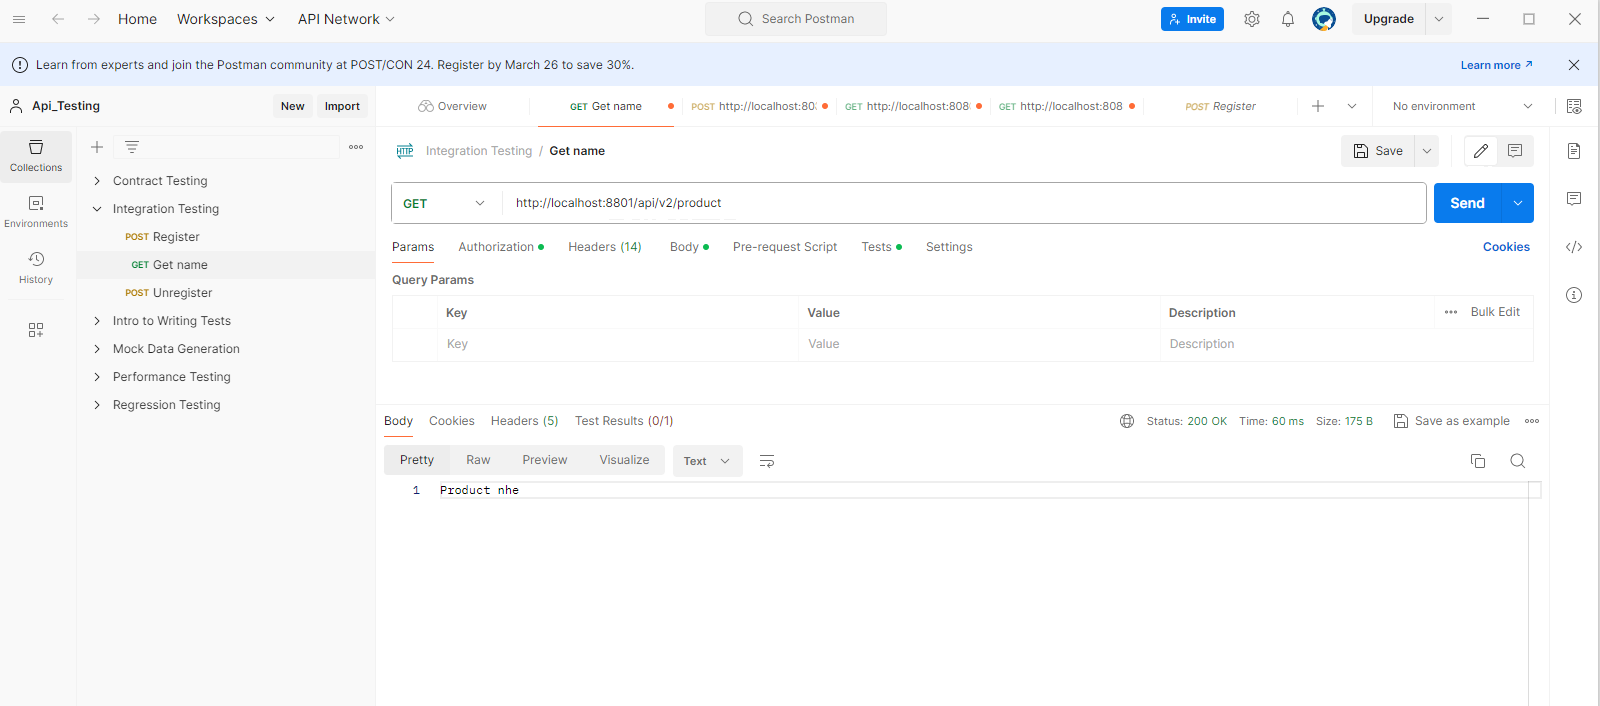 Home Workspaces API Network Search Postman Invite Upgrade
Learn from experts and join the Postman community at POST/CON 24. Register by March 26 to save 30%. Learn more ↗
Api_Testing New Import Overview GET Get name POST http://localhost:80 GET http://localhost:808 GET http://localhost:808 POST Register No environment
Collections
Environments
History
Contract Testing
Integration Testing
POST Register
GET Get name
POST Unregister
Intro to Writing Tests
Mock Data Generation
Performance Testing
Regression Testing
HTTP Integration Testing / Get name Save
GET http://localhost:8801/api/v2/product Send
Params Authorization Headers (14) Body Pre-request Script Tests Settings Cookies
Query Params
Key Value Description Bulk Edit
Key Value Description
Body Cookies Headers (5) Test Results (0/1) Status: 200 OK Time: 60 ms Size: 175 B Save as example
Pretty Raw Preview Visualize Text
1 Product nhe